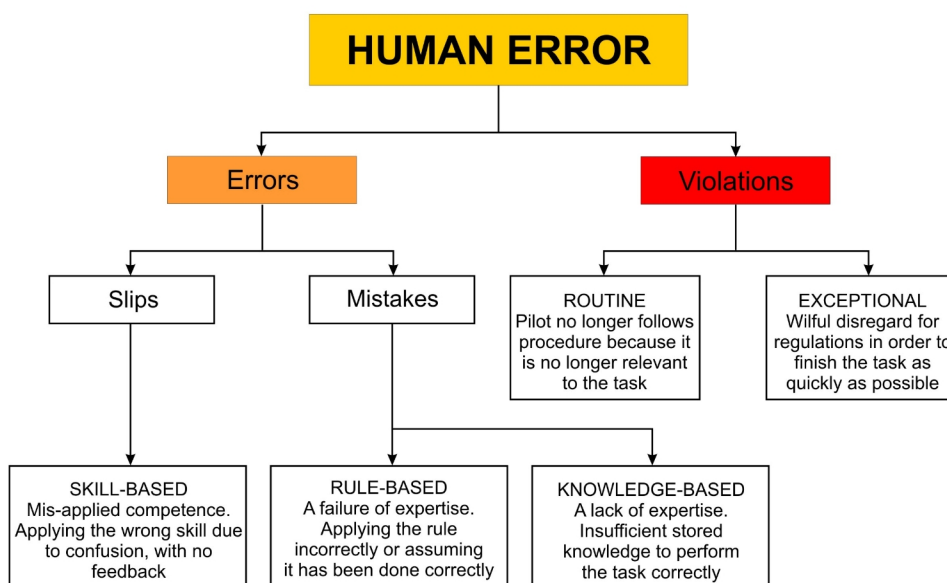 HUMAN ERROR
Errors
Violations
Slips
Mistakes
ROUTINE
Pilot no longer follows
procedure because it
is no longer relevant
to the task
EXCEPTIONAL
Wilful disregard for
regulations in order to
finish the task as
quickly as possible
SKILL-BASED
Mis-applied competence.
Applying the wrong skill due
to confusion, with no
feedback
RULE-BASED
A failure of expertise.
Applying the rule
incorrectly or assuming
it has been done correctly
KNOWLEDGE-BASED
A lack of expertise.
Insufficient stored
knowledge to perform
the task correctly